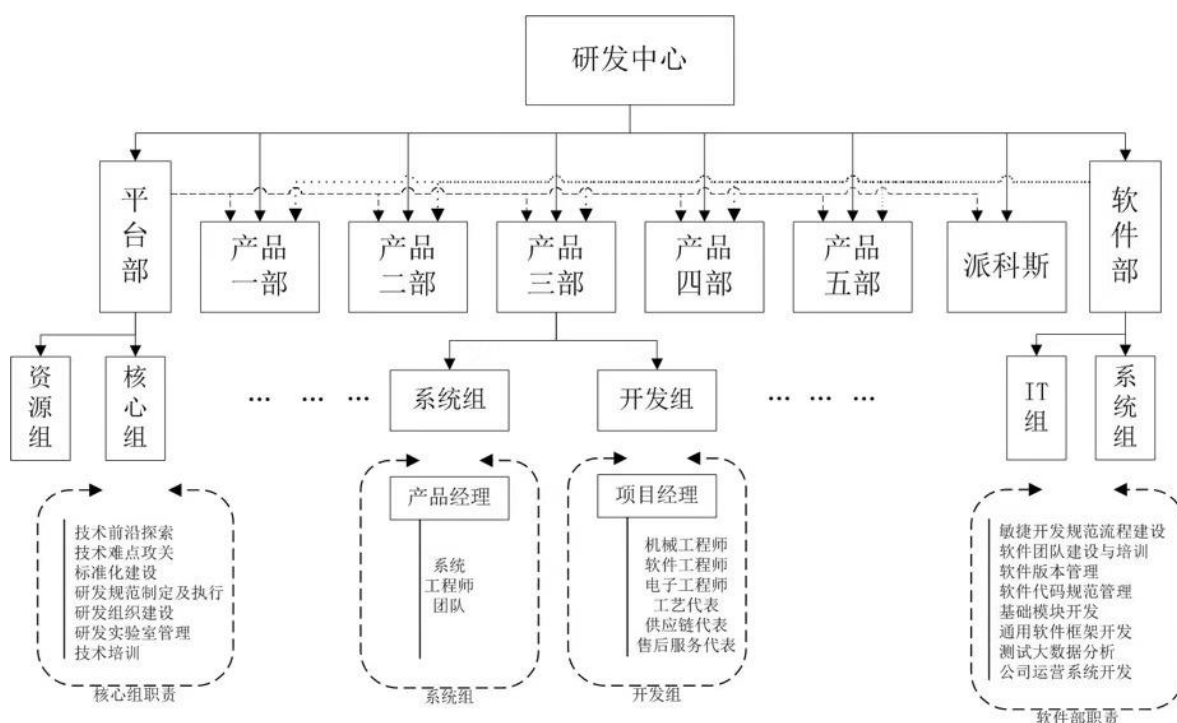 研发中心
平台部
产品
一部
产品
二部
产品
三部
产品
四部
产品
五部
派科斯
软件部
资源组
核心组
… … …
系统组
开发组
… … …
IT
组
系统组
产品经理
系统
工程师
团队
系统组
项目经理
机械工程师
软件工程师
电子工程师
工艺代表
供应链代表
售后服务代表
开发组
技术前沿探索
技术难点攻关
标准化建设
研发规范制定及执行
研发组织建设
研发实验室管理
技术培训
核心组职责
敏捷开发规范流程建设
软件团队建设与培训
软件版本管理
软件代码规范管理
基础模块开发
通用软件框架开发
测试大数据分析
公司运营系统开发
软件部职责